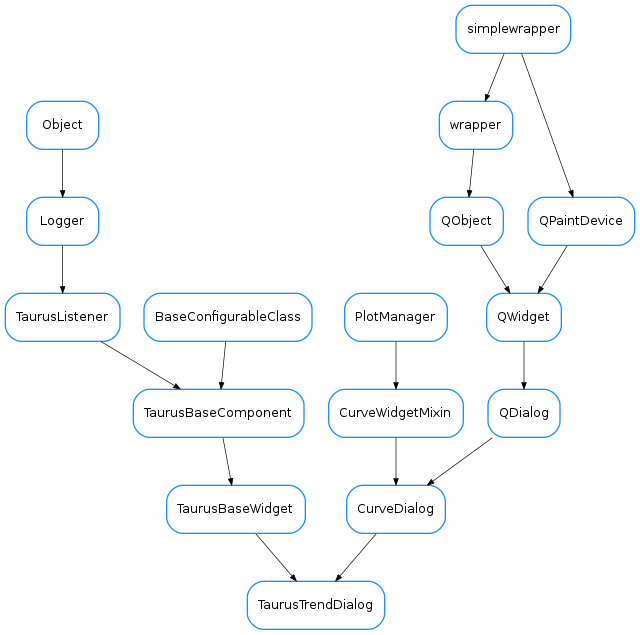 simplewrapper
Object
wrapper
Logger
QObject
QPaintDevice
TaurusListener
BaseConfigurableClass
PlotManager
QWidget
TaurusBaseComponent
CurveWidgetMixin
QDialog
TaurusBaseWidget
CurveDialog
TaurusTrendDialog